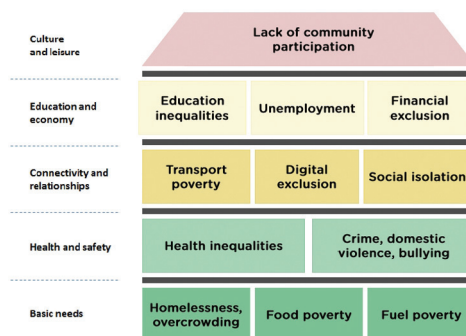 Culture
and leisure
Lack of community
participation
Education and
economy
Education
inequalities
Unemployment
Financial
exclusion
Connectivity and
relationships
Transport
poverty
Digital
exclusion
Social isolation
Health and safety
Health inequalities
Crime, domestic
violence, bullying
Basic needs
Homelessness,
overcrowding
Food poverty
Fuel poverty